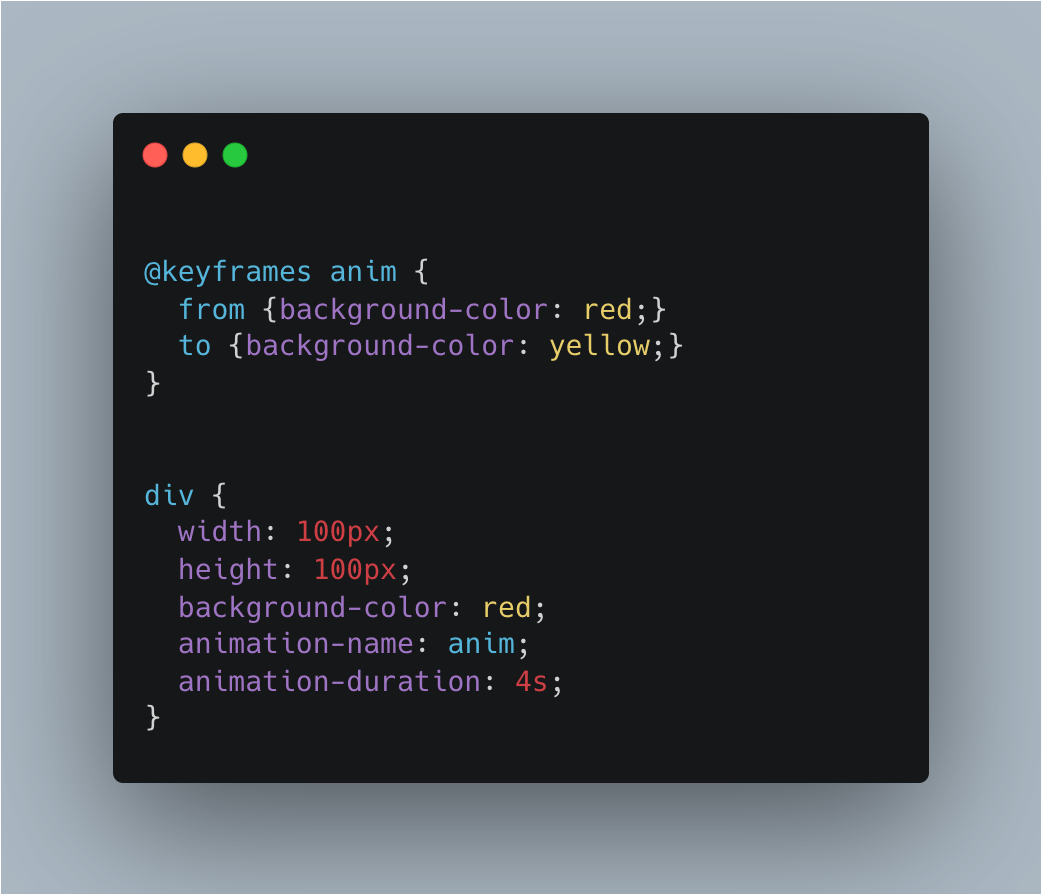 @keyframes anim {
  from {background-color: red;}
  to {background-color: yellow;}
}
div {
  width: 100px;
  height: 100px;
  background-color: red;
  animation-name: anim;
  animation-duration: 4s;
}